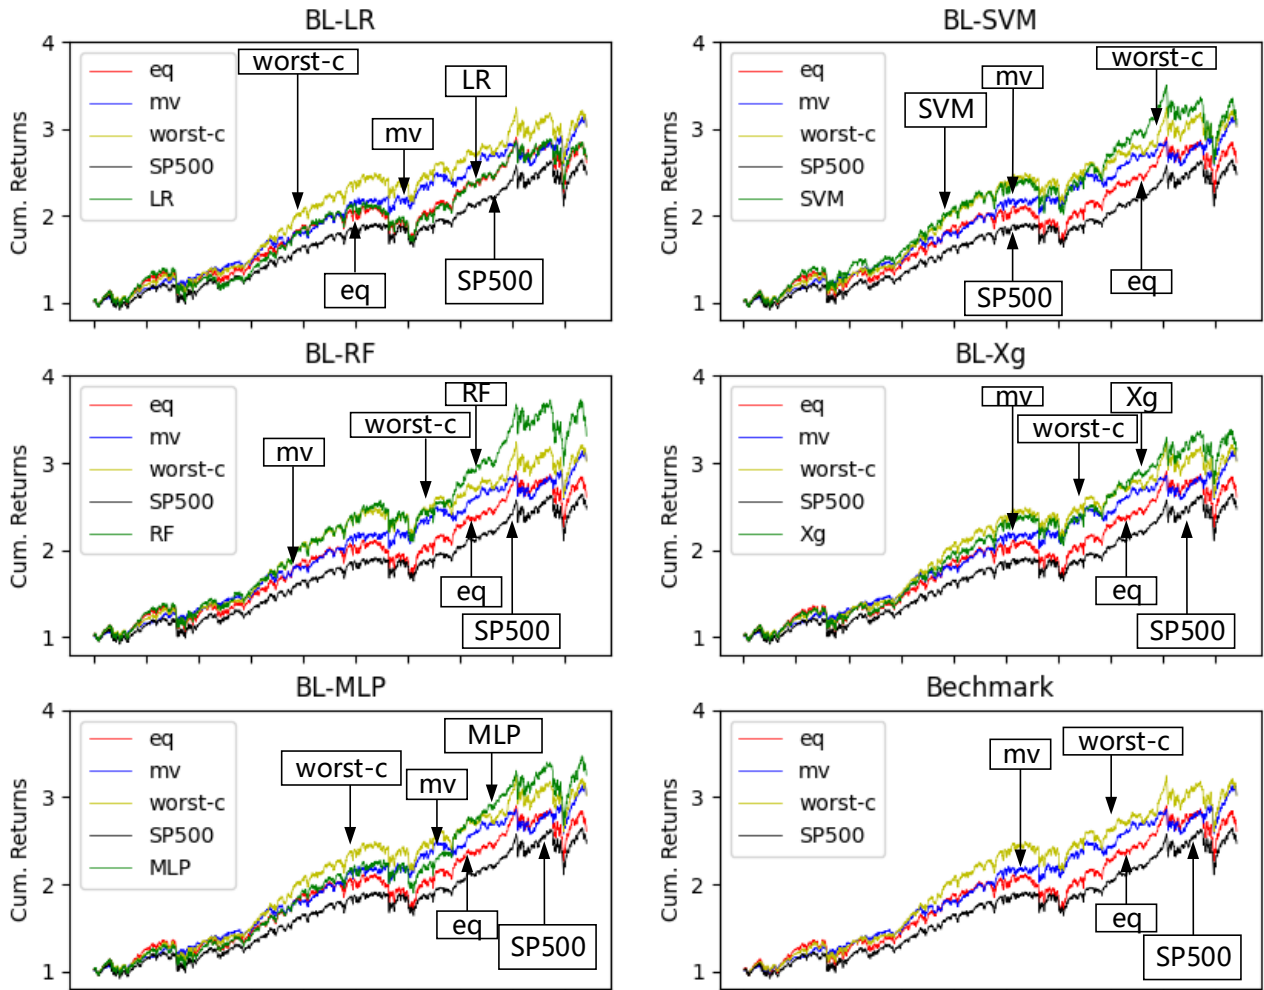 BL-LR
4
3
2
1
Cum. Returns
eq
mv
worst-c
SP500
LR
worst-c
LR
mv
eq
SP500
BL-SVM
4
3
2
1
Cum. Returns
eq
mv
worst-c
SP500
SVM
worst-c
mv
SVM
SP500
eq
BL-RF
4
3
2
1
Cum. Returns
eq
mv
worst-c
SP500
RF
RF
worst-c
mv
eq
SP500
BL-Xg
4
3
2
1
Cum. Returns
eq
mv
worst-c
SP500
Xg
mv
Xg
worst-c
eq
SP500
BL-MLP
4
3
2
1
Cum. Returns
eq
mv
worst-c
SP500
MLP
MLP
worst-c
mv
eq
SP500
Bechmark
4
3
2
1
Cum. Returns
eq
mv
worst-c
SP500
worst-c
mv
eq
SP500